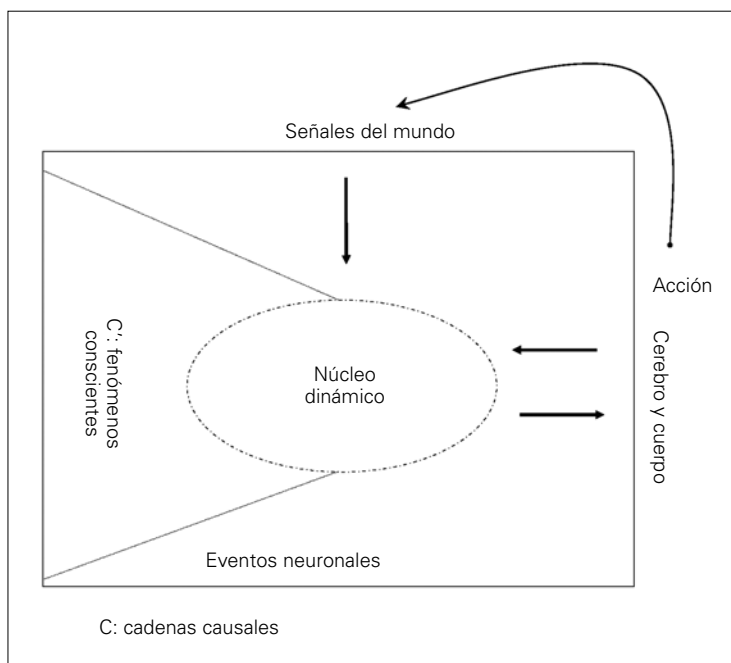 Señales del mundo
Acción
Cerebro y cuerpo
C′: fenómenos
conscientes
Núcleo
dinámico
Eventos neuronales
C: cadenas causales